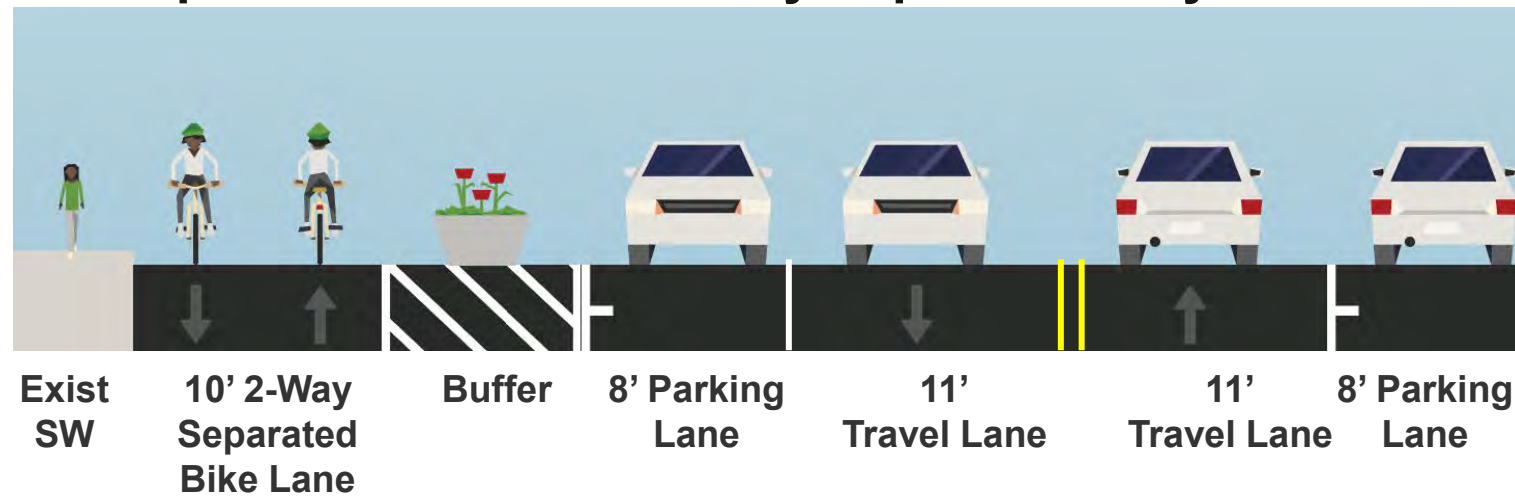 Exist SW
10’ 2-Way Separated Bike Lane
Buffer
8’ Parking Lane
11’ Travel Lane
11’ Travel Lane
8’ Parking Lane